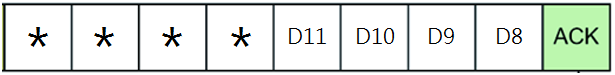 * * * * D11 D10 D9 D8 ACK